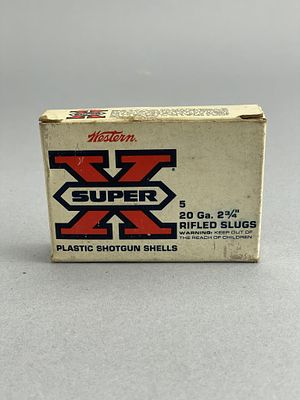 Western
SUPER X
5
20 Ga. 2¾"
RIFLED SLUGS
WARNING: KEEP OUT OF
THE REACH OF CHILDREN
PLASTIC SHOTGUN SHELLS